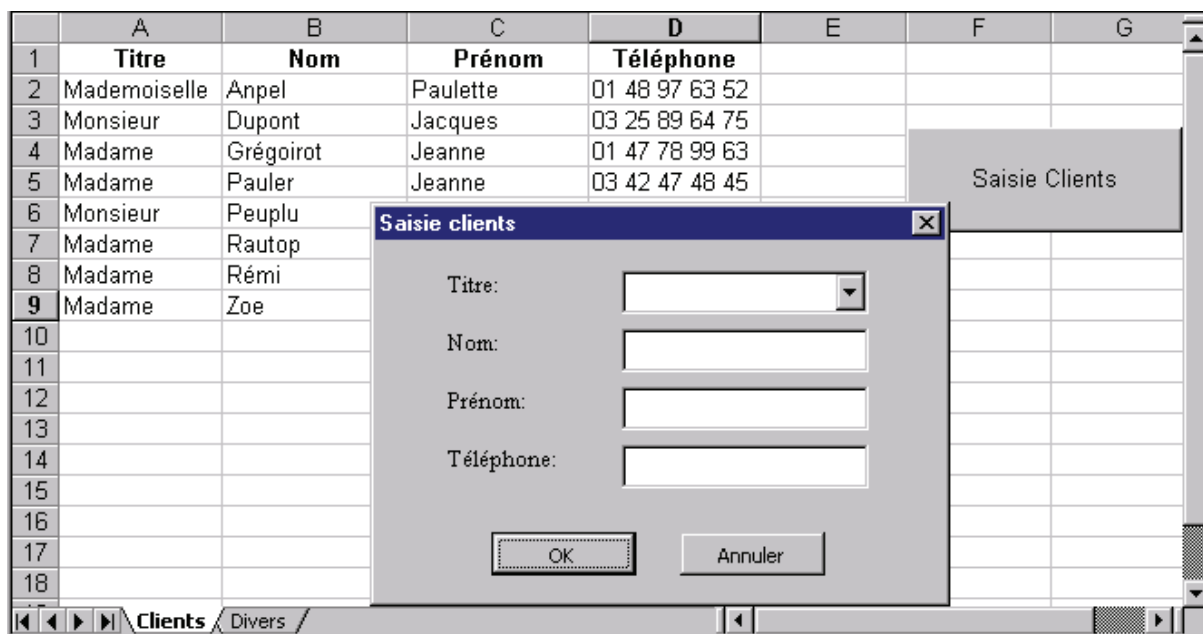 A B C D E F G
1 Titre Nom Prénom Téléphone
2 Mademoiselle Anpel Paulette 01 48 97 63 52
3 Monsieur Dupont Jacques 03 25 89 64 75
4 Madame Grégoirot Jeanne 01 47 78 99 63
5 Madame Pauler Jeanne 03 42 47 48 45
Saisie Clients
6 Monsieur Peuplu
7 Madame Rautop
8 Madame Rémi
9 Madame Zoe
10
11
12
13
14
15
16
17
18
Saisie clients
Titre:
Nom:
Prénom:
Téléphone:
OK Annuler
Clients Divers